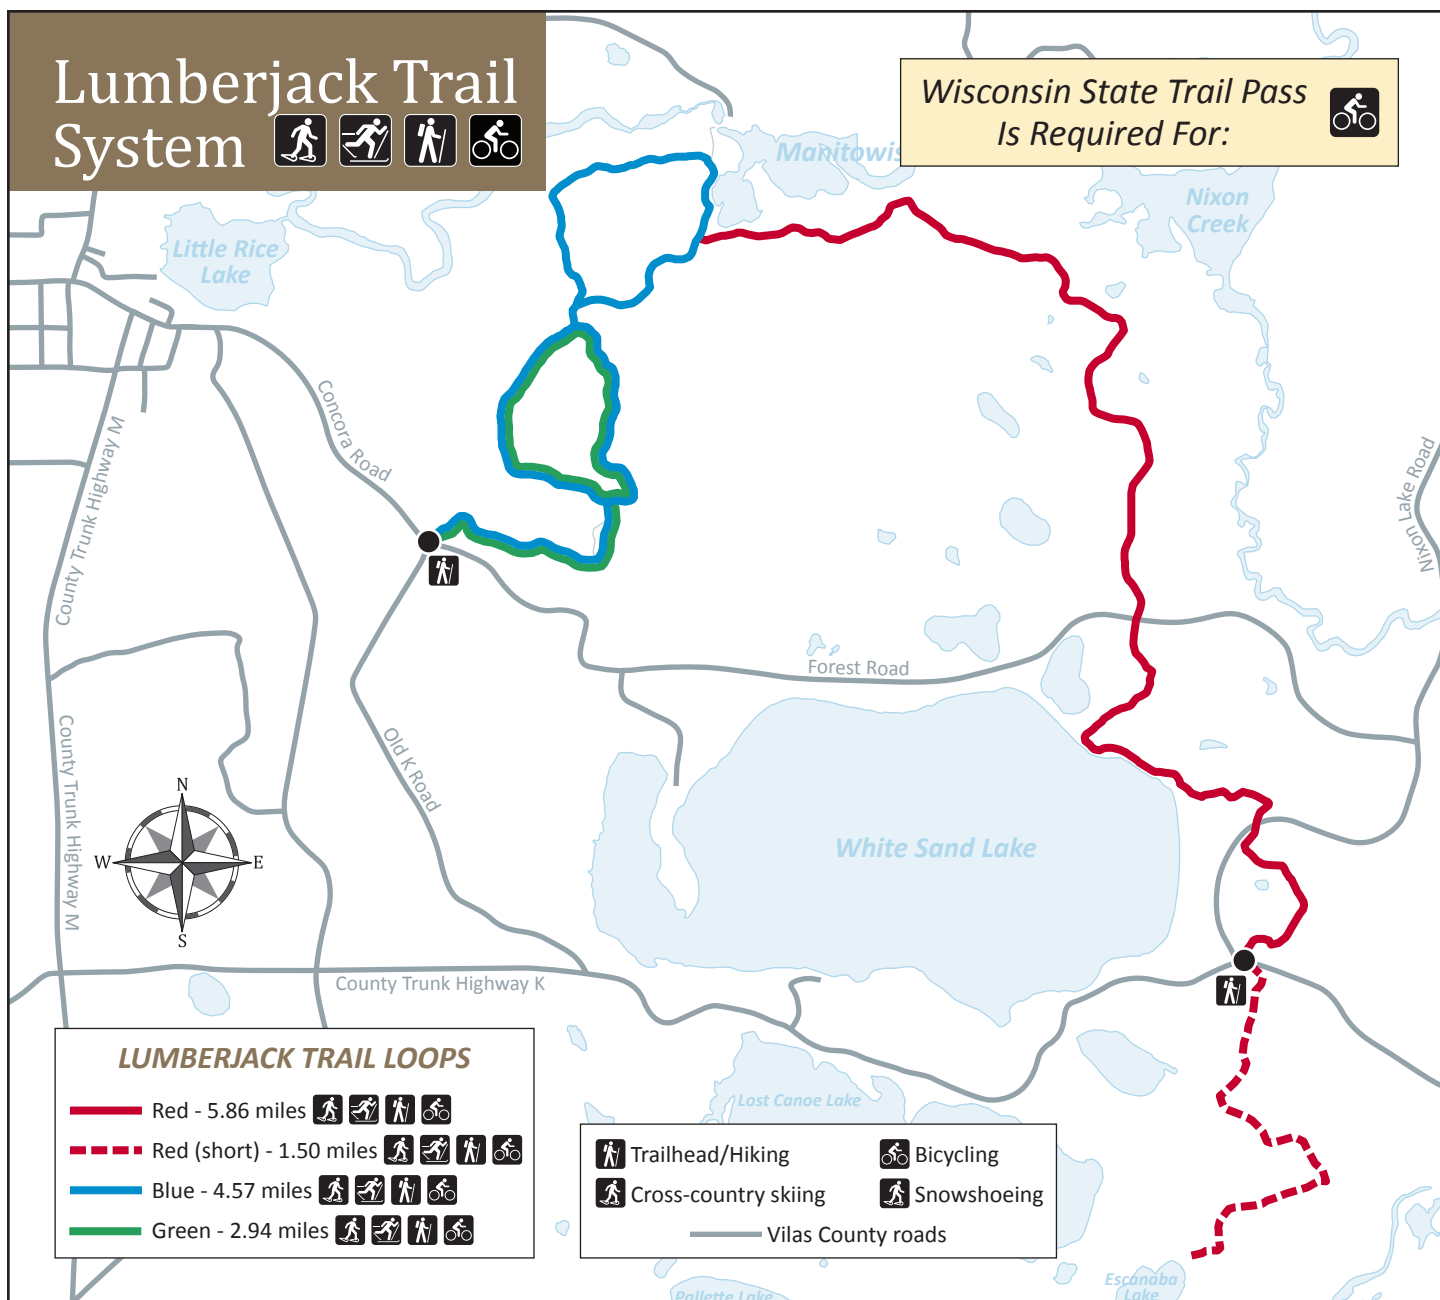 Lumberjack Trail
System
Wisconsin State Trail Pass
Is Required For:
Little Rice
Lake
Nixon
Creek
Concora Road
County Trunk Highway M
Nixon Lake Road
Forest Road
Old K Road
County Trunk Highway M
White Sand Lake
N
W
E
S
County Trunk Highway K
LUMBERJACK TRAIL LOOPS
Red - 5.86 miles
Red (short) - 1.50 miles
Blue - 4.57 miles
Green - 2.94 miles
Lost Canoe Lake
Trailhead/Hiking
Bicycling
Cross-country skiing
Snowshoeing
Vilas County roads
Escanaba
Lake
Pallette Lake